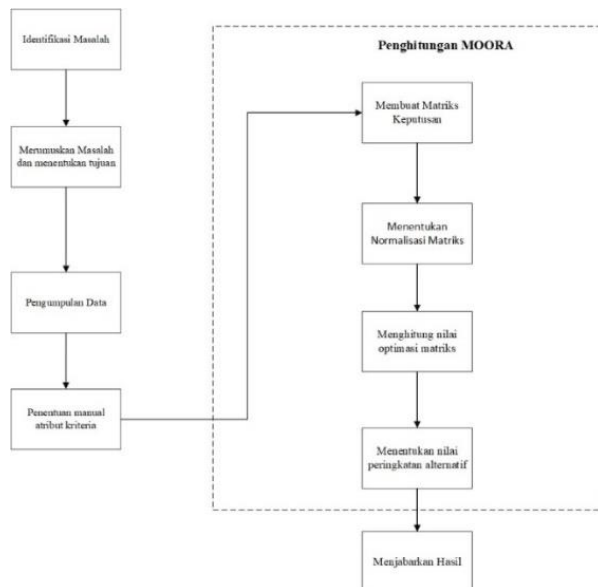 Identifikasi Masalah
Merumuskan Masalah
dan menentukan tujuan
Pengumpulan Data
Penentuan manual
atribut kriteria
Penghitungan MOORA
Membuat Matriks
Keputusan
Menentukan
Normalisasi Matriks
Menghitung nilai
optimasi matriks
Menentukan nilai
peringkatan alternatif
Menjabarkan Hasil